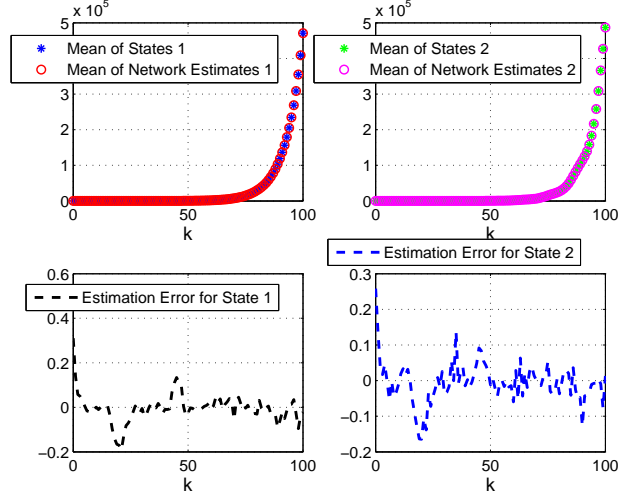 x 10^5
5
4
3
2
1
0
0
50
100
k
Mean of States 1
Mean of Network Estimates 1
x 10^5
5
4
3
2
1
0
0
50
100
k
Mean of States 2
Mean of Network Estimates 2
0.6
0.4
0.2
0
−0.2
0
50
100
k
Estimation Error for State 1
0.3
0.2
0.1
0
−0.1
−0.2
0
50
100
k
Estimation Error for State 2